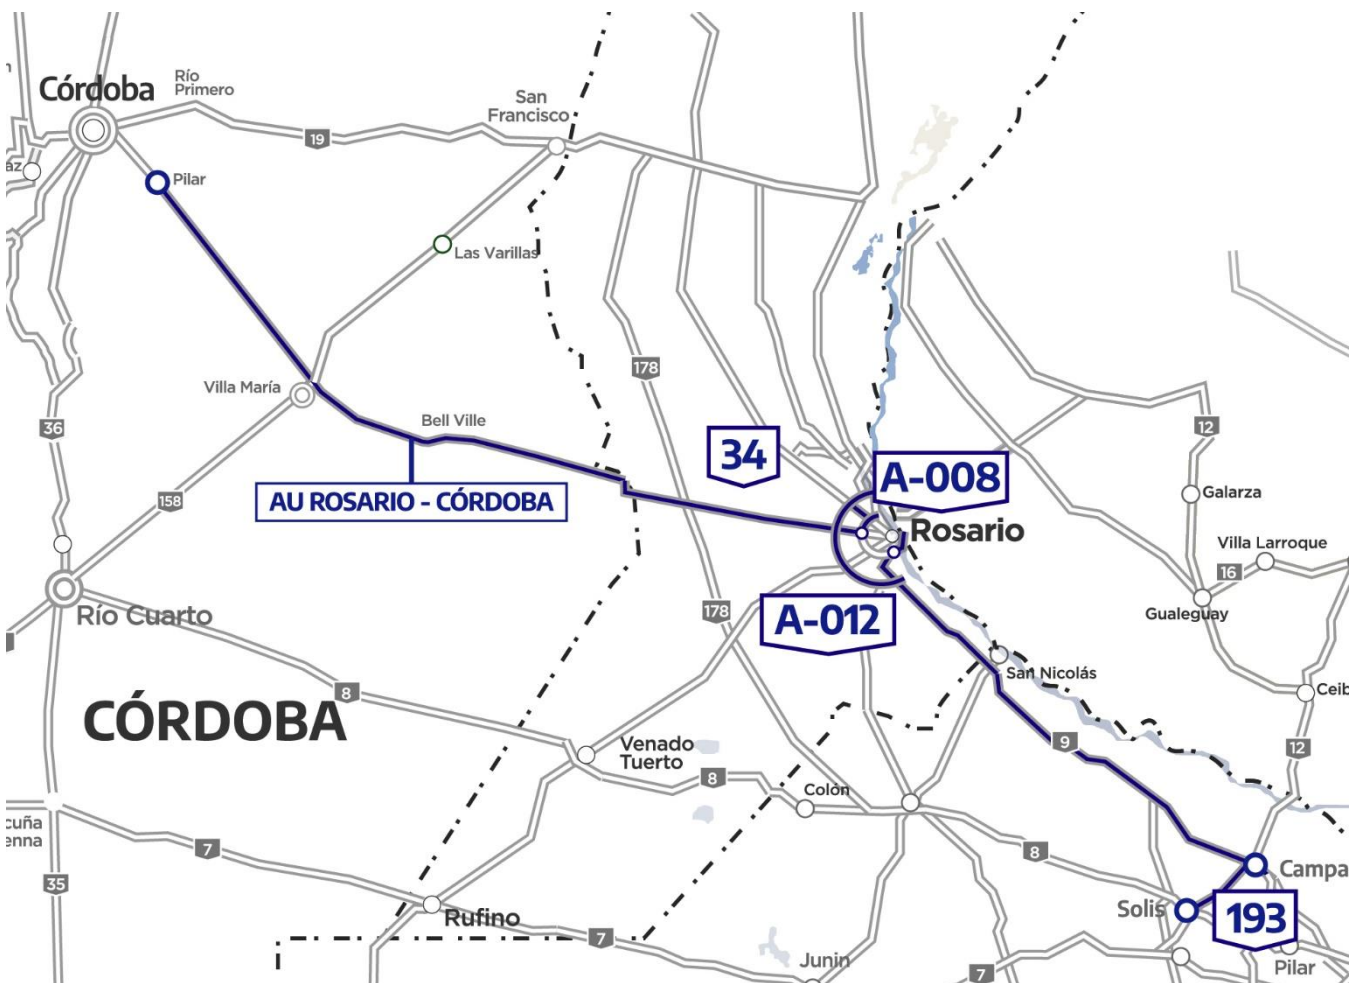 Córdoba
Río
Primero
San
Francisco
19
Pilar
Las Varillas
178
Villa María
Bell Ville
36
34
A-008
12
AU ROSARIO - CÓRDOBA
158
Galarza
Rosario
Villa Larroque
16
Río Cuarto
178
A-012
Gualeguay
San Nicolás
8
CÓRDOBA
Ceib
9
12
Venado
Tuerto
8
Colón
cuña
enna
7
8
35
Campa
Rufino
Solis
193
7
Junin
7
Pilar